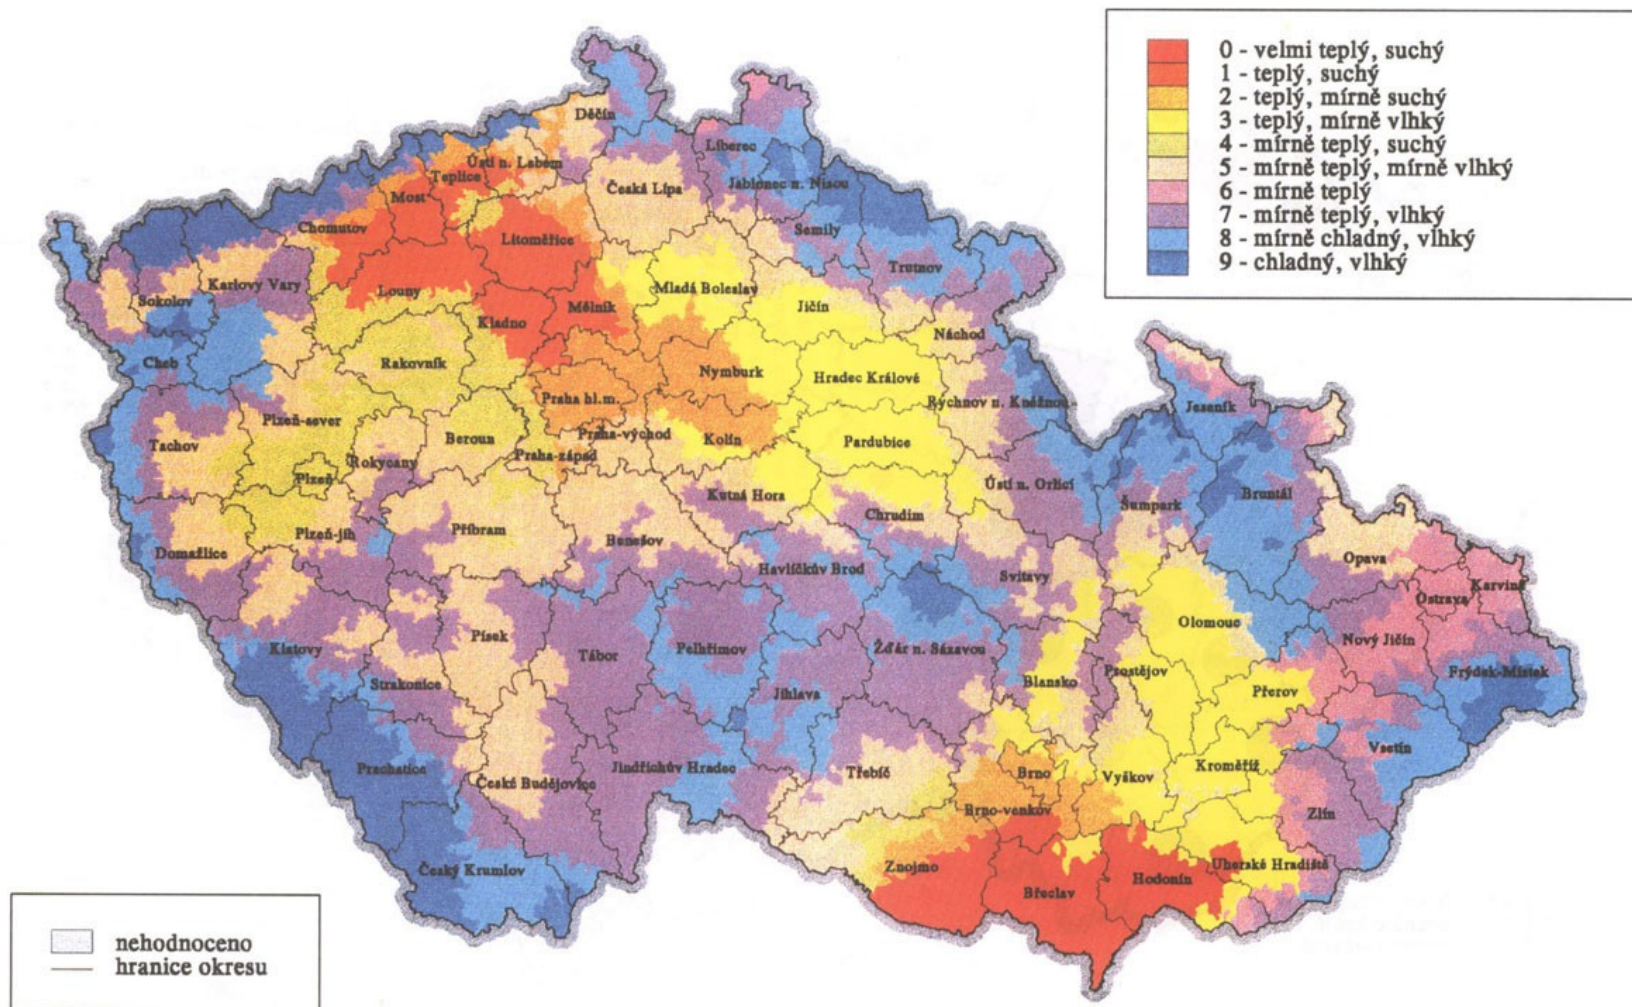 0 - velmi teplý, suchý
1 - teplý, suchý
2 - teplý, mírně suchý
3 - teplý, mírně vlhký
4 - mírně teplý, suchý
5 - mírně teplý, mírně vlhký
6 - mírně teplý
7 - mírně teplý, vlhký
8 - mírně chladný, vlhký
9 - chladný, vlhký
Děčín
Ústí n. Labem
Teplice
Liberec
Most
Česká Lípa
Jablonec n. Nisou
Chomutov
Litoměřice
Semily
Trutnov
Karlovy Vary
Sokolov
Louny
Mladá Boleslav
Jičín
Mělník
Kladno
Náchod
Cheb
Rakovník
Nymburk
Hradec Králové
Praha hl.m.
Rychnov n. Kněžnou
Jeseník
Plzeň-sever
Tachov
Beroun
Praha-východ
Kolín
Pardubice
Praha-západ
Rokycany
Plzeň
Kutná Hora
Ústí n. Orlicí
Bruntál
Šumpark
Chrudim
Příbram
Plzeň-jih
Benešov
Domažlice
Opava
Havlíčkův Brod
Svitavy
Karviná
Ostrava
Olomouc
Nový Jičín
Písek
Klatovy
Tábor
Pelhřimov
Žďár n. Sázavou
Prostějov
Frýdek-Místek
Strakonice
Blansko
Jihlava
Přerov
Vsetín
Prachatice
Jindřichův Hradec
Třebíč
Brno
Vyškov
Kroměříž
České Budějovice
Brno-venkov
Zlín
Český Krumlov
Znojmo
Uherské Hradiště
Hodonín
Břeclav
nehodnoceno
hranice okresu